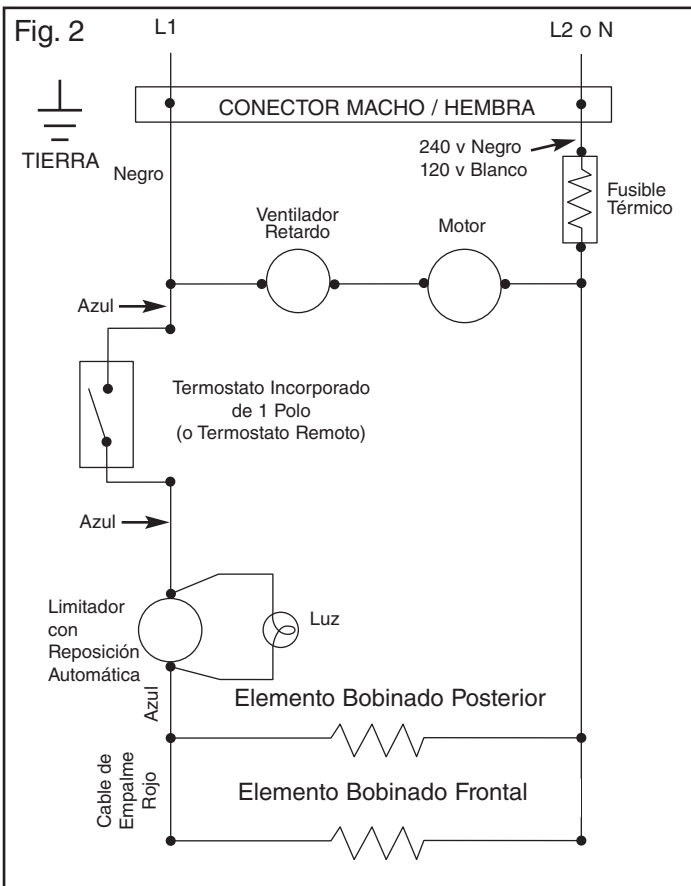 Fig. 2
L1
L2 o N
CONECTOR MACHO / HEMBRA
TIERRA
Negro
240 v Negro
120 v Blanco
Fusible
Térmico
Ventilador
Retardo
Motor
Azul
Termostato Incorporado
de 1 Polo
(o Termostato Remoto)
Azul
Limitador
con
Reposición
Automática
Luz
Azul
Elemento Bobinado Posterior
Cable de
Empalme
Rojo
Elemento Bobinado Frontal